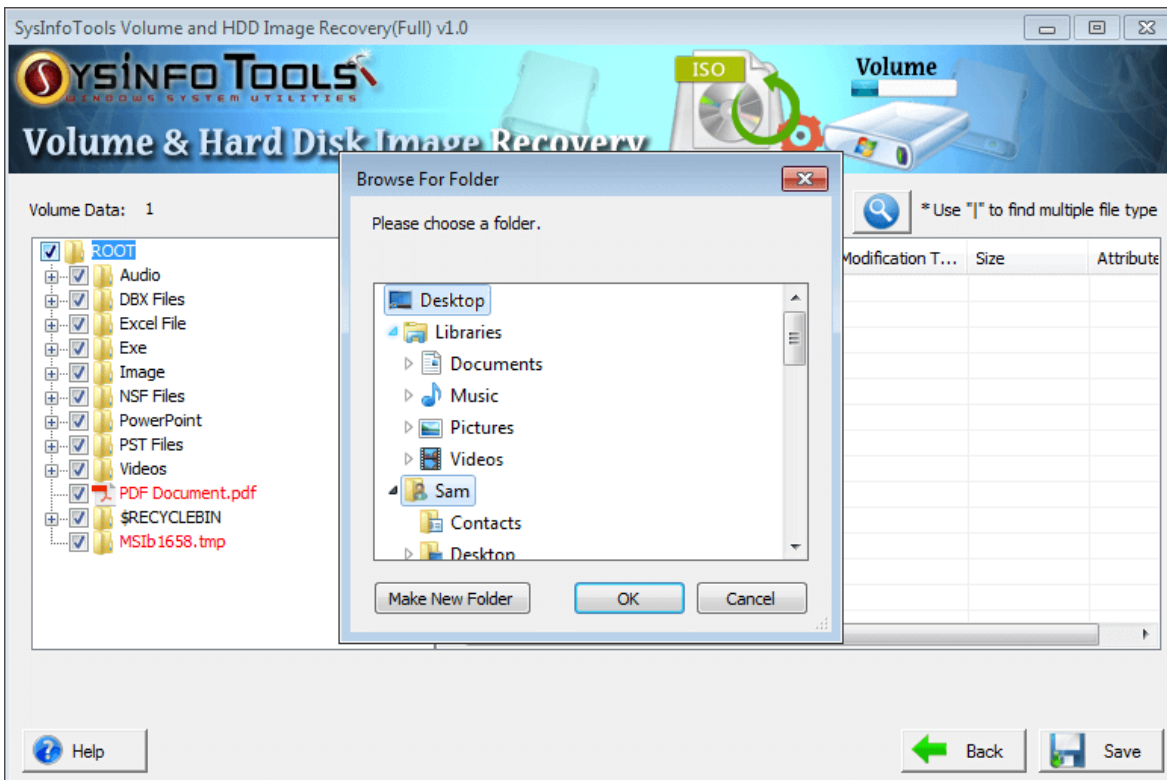 SysInfoTools Volume and HDD Image Recovery(Full) v1.0
SYSINFO TOOLS
WINDOWS SYSTEM UTILITIES
Volume & Hard Disk Image Recovery
ISO
Volume
Volume Data: 1
* Use "|" to find multiple file type
ROOT
Audio
DBX Files
Excel File
Exe
Image
NSF Files
PowerPoint
PST Files
Videos
PDF Document.pdf
$RECYCLEBIN
MSIb1658.tmp
Browse For Folder
Please choose a folder.
Desktop
Libraries
Documents
Music
Pictures
Videos
Sam
Contacts
Desktop
Make New Folder
OK
Cancel
Modification T...
Size
Attribute
Help
Back
Save